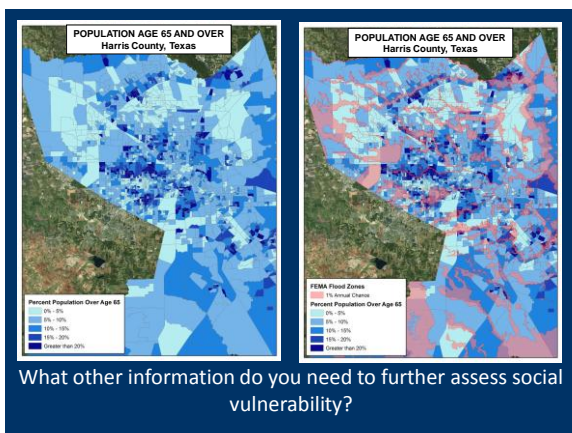 POPULATION AGE 65 AND OVER
Harris County, Texas
Percent Population Over Age 65
0% - 5%
5% - 10%
10% - 15%
15% - 20%
Greater than 20%
POPULATION AGE 65 AND OVER
Harris County, Texas
FEMA Flood Zones
1% Annual Chance
Percent Population Over Age 65
0% - 5%
5% - 10%
10% - 15%
15% - 20%
Greater than 20%
What other information do you need to further assess social
vulnerability?